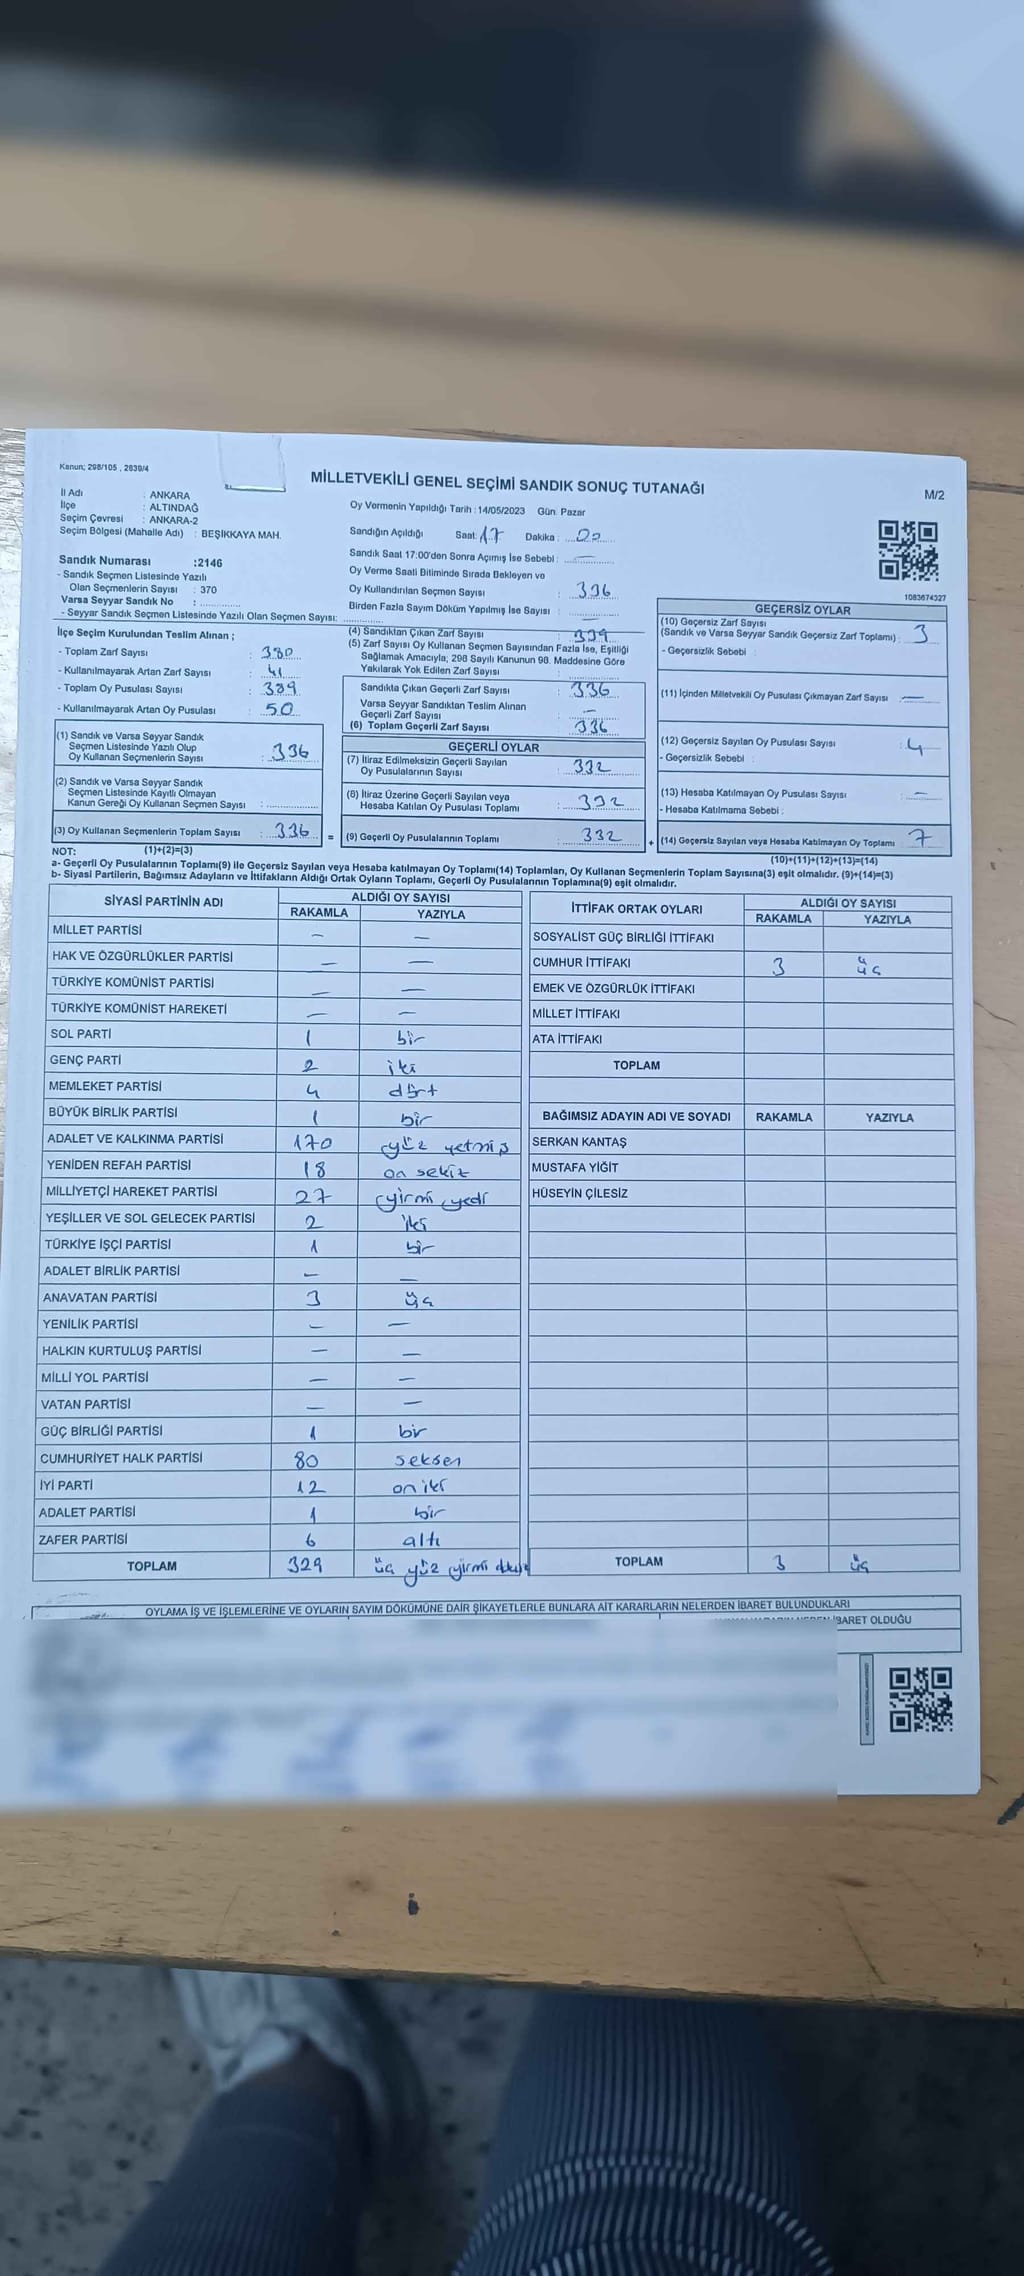 Kanun; 298/105 , 2839/4
MİLLETVEKİLİ GENEL SEÇİMİ SANDIK SONUÇ TUTANAĞI
M/2
İl Adı : ANKARA
İlçe : ALTINDAĞ
Seçim Çevresi : ANKARA-2
Seçim Bölgesi (Mahalle Adı) : BEŞİKKAYA MAH.
Oy Vermenin Yapıldığı Tarih : 14/05/2023 Gün: Pazar
Sandığın Açıldığı Saat: 17 Dakika : 00
Sandık Saat 17:00'den Sonra Açımış İse Sebebi : —
Oy Verme Saati Bitiminde Sırada Bekleyen ve
Oy Kullandırılan Seçmen Sayısı : 336
Birden Fazla Sayım Döküm Yapılmış İse Sayısı : —
Sandık Numarası :2146
- Sandık Seçmen Listesinde Yazılı
Olan Seçmenlerin Sayısı : 370
Varsa Seyyar Sandık No :
- Seyyar Sandık Seçmen Listesinde Yazılı Olan Seçmen Sayısı:
1083674327
İlçe Seçim Kurulundan Teslim Alınan ;
- Toplam Zarf Sayısı : 380
- Kullanılmayarak Artan Zarf Sayısı : 41
- Toplam Oy Pusulası Sayısı : 389
- Kullanılmayarak Artan Oy Pusulası : 50
(1) Sandık ve Varsa Seyyar Sandık
Seçmen Listesinde Yazılı Olup
Oy Kullanan Seçmenlerin Sayısı : 336
(2) Sandık ve Varsa Seyyar Sandık
Seçmen Listesinde Kayıtlı Olmayan
Kanun Gereği Oy Kullanan Seçmen Sayısı :
(3) Oy Kullanan Seçmenlerin Toplam Sayısı : 336 =
(4) Sandıktan Çıkan Zarf Sayısı : 339
(5) Zarf Sayısı Oy Kullanan Seçmen Sayısından Fazla İse, Eşitliği
Sağlamak Amacıyla, 298 Sayılı Kanunun 98. Maddesine Göre
Yakılarak Yok Edilen Zarf Sayısı :
Sandıkta Çıkan Geçerli Zarf Sayısı : 336
Varsa Seyyar Sandıktan Teslim Alınan
Geçerli Zarf Sayısı : —
(6) Toplam Geçerli Zarf Sayısı : 336
GEÇERLİ OYLAR
(7) İtiraz Edilmeksizin Geçerli Sayılan
Oy Pusulalarının Sayısı : 332
(8) İtiraz Üzerine Geçerli Sayılan veya
Hesaba Katılan Oy Pusulası Toplamı : 332
(9) Geçerli Oy Pusulalarının Toplamı : 332 +
GEÇERSİZ OYLAR
(10) Geçersiz Zarf Sayısı
(Sandık ve Varsa Seyyar Sandık Geçersiz Zarf Toplamı) : 3
- Geçersizlik Sebebi :
(11) İçinden Milletvekili Oy Pusulası Çıkmayan Zarf Sayısı : —
(12) Geçersiz Sayılan Oy Pusulası Sayısı : 4
- Geçersizlik Sebebi :
(13) Hesaba Katılmayan Oy Pusulası Sayısı : —
- Hesaba Katılmama Sebebi :
(14) Geçersiz Sayılan veya Hesaba Katılmayan Oy Toplamı : 7
NOT: (1)+(2)=(3) (10)+(11)+(12)+(13)=(14)
a- Geçerli Oy Pusulalarının Toplamı(9) ile Geçersiz Sayılan veya Hesaba katılmayan Oy Toplamı(14) Toplamları, Oy Kullanan Seçmenlerin Toplam Sayısına(3) eşit olmalıdır. (9)+(14)=(3)
b- Siyasi Partilerin, Bağımsız Adayların ve İttifakların Aldığı Ortak Oyların Toplamı, Geçerli Oy Pusulalarının Toplamına(9) eşit olmalıdır.
SİYASİ PARTİNİN ADI ALDIĞI OY SAYISI
RAKAMLA YAZIYLA
MİLLET PARTİSİ — —
HAK VE ÖZGÜRLÜKLER PARTİSİ — —
TÜRKİYE KOMÜNİST PARTİSİ — —
TÜRKİYE KOMÜNİST HAREKETİ — —
SOL PARTİ 1 bir
GENÇ PARTİ 2 iki
MEMLEKET PARTİSİ 4 dört
BÜYÜK BİRLİK PARTİSİ 1 bir
ADALET VE KALKINMA PARTİSİ 170 yüz yetmiş
YENİDEN REFAH PARTİSİ 18 on sekiz
MİLLİYETÇİ HAREKET PARTİSİ 27 yirmi yedi
YEŞİLLER VE SOL GELECEK PARTİSİ 2 iki
TÜRKİYE İŞÇİ PARTİSİ 1 bir
ADALET BİRLİK PARTİSİ — —
ANAVATAN PARTİSİ 3 üç
YENİLİK PARTİSİ — —
HALKIN KURTULUŞ PARTİSİ — —
MİLLİ YOL PARTİSİ — —
VATAN PARTİSİ — —
GÜÇ BİRLİĞİ PARTİSİ 1 bir
CUMHURİYET HALK PARTİSİ 80 seksen
İYİ PARTİ 12 on iki
ADALET PARTİSİ 1 bir
ZAFER PARTİSİ 6 altı
TOPLAM 329 üç yüz yirmi dokuz
İTTİFAK ORTAK OYLARI ALDIĞI OY SAYISI
RAKAMLA YAZIYLA
SOSYALİST GÜÇ BİRLİĞİ İTTİFAKI
CUMHUR İTTİFAKI 3 üç
EMEK VE ÖZGÜRLÜK İTTİFAKI
MİLLET İTTİFAKI
ATA İTTİFAKI
TOPLAM
BAĞIMSIZ ADAYIN ADI VE SOYADI RAKAMLA YAZIYLA
SERKAN KANTAŞ
MUSTAFA YİĞİT
HÜSEYİN ÇİLESİZ
TOPLAM 3 üç
OYLAMA İŞ VE İŞLEMLERİNE VE OYLARIN SAYIM DÖKÜMÜNE DAİR ŞİKAYETLERLE BUNLARA AİT KARARLARIN NELERDEN İBARET BULUNDUKLARI
İBARET OLDUĞU